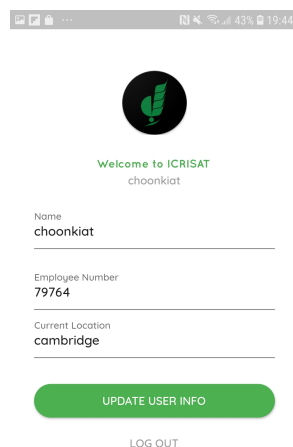 43% 19:44
Welcome to ICRISAT
choonkiat
Name
choonkiat
Employee Number
79764
Current Location
cambridge
UPDATE USER INFO
LOG OUT